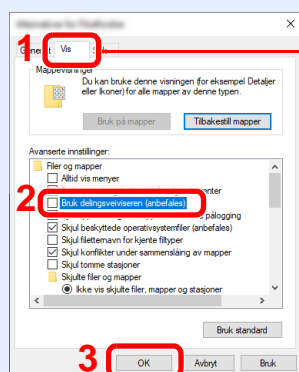 1
Vis
Mappevisninger
Du kan bruke denne visningen (for eksempel Detaljer
eller Ikoner) for alle mapper av denne typen.
Bruk på mapper
Tilbakestill mapper
Avanserte innstillinger:
Filer og mapper
Alltid vis menyer
2
Bruk delingsveiviseren (anbefales)
pålogging
Skjul beskyttede operativsystemfiler (anbefales)
Skjul filetternavn for kjente filtyper
Skjul konflikter under sammenslåing av mapper
Skjul tomme stasjoner
Skjulte filer og mapper
Ikke vis skjulte filer, mapper og stasjoner
Bruk standard
3
OK
Avbryt
Bruk